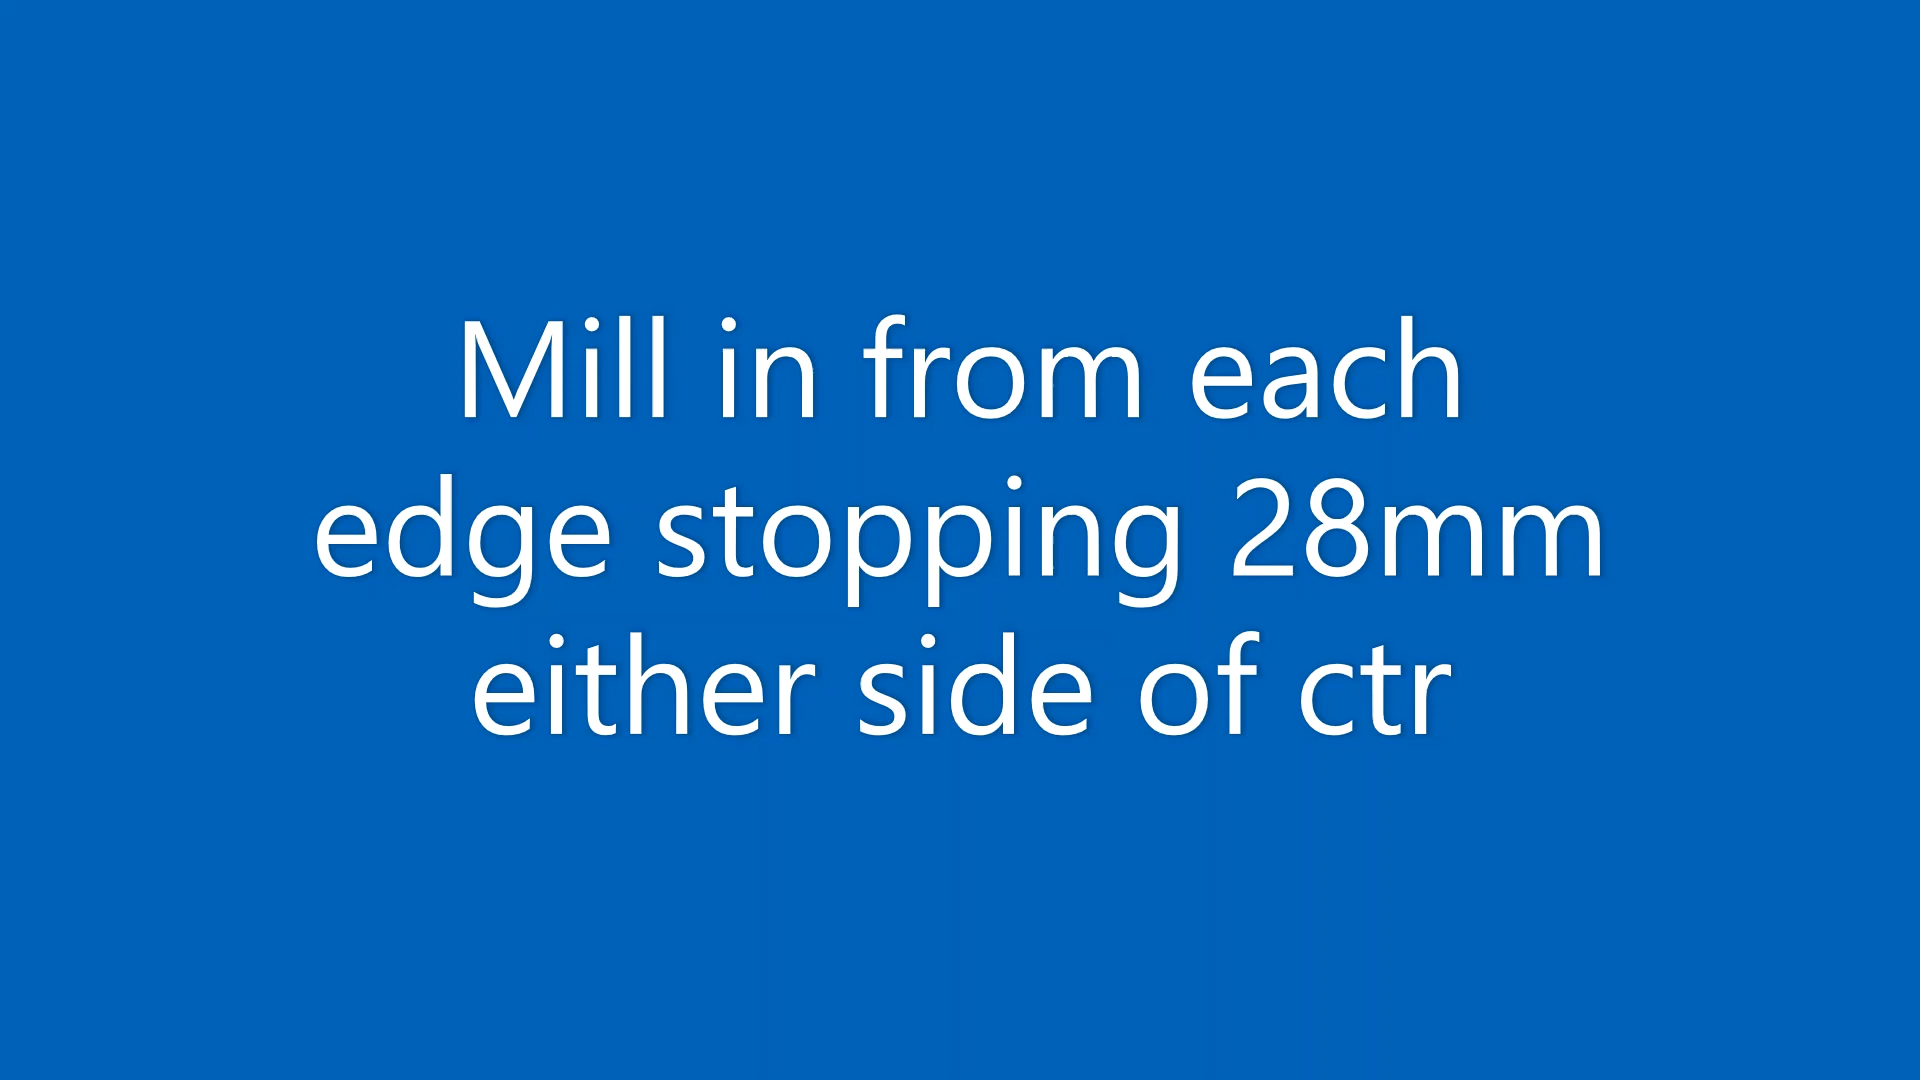 Mill in from each
edge stopping 28mm
either side of ctr